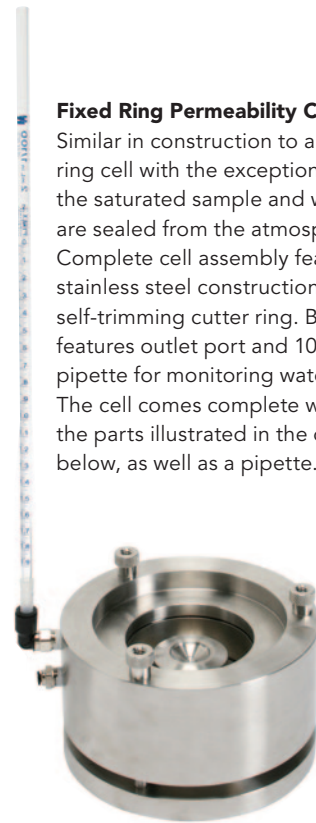 Fixed Ring Permeability C
Similar in construction to a
ring cell with the exception
the saturated sample and w
are sealed from the atmosp
Complete cell assembly fea
stainless steel construction
self-trimming cutter ring. B
features outlet port and 10
pipette for monitoring wate
The cell comes complete w
the parts illustrated in the
below, as well as a pipette.